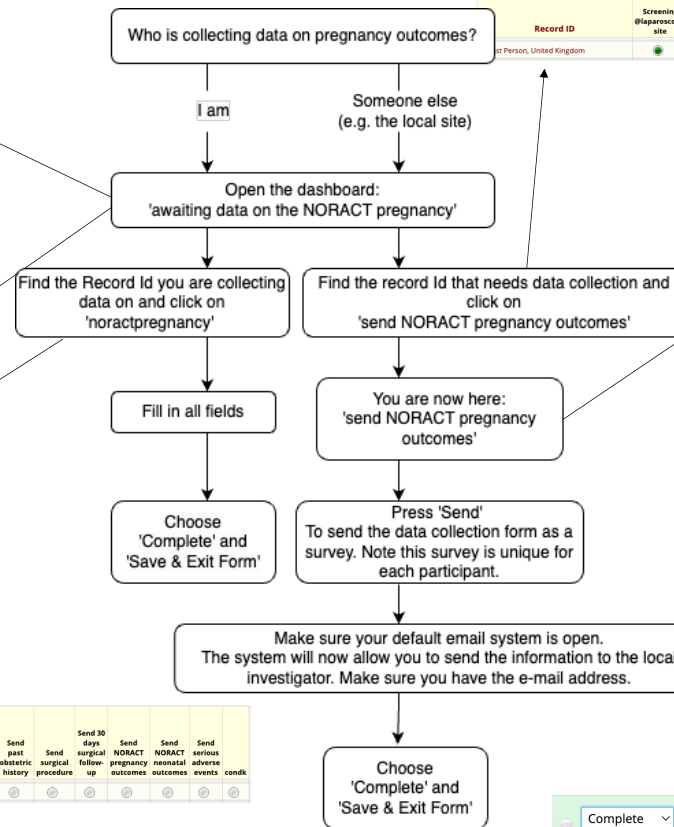 Who is collecting data on pregnancy outcomes?
Record ID
Screening
@laparosco
site
st Person, United Kingdom
I am
Someone else
(e.g. the local site)
Open the dashboard:
'awaiting data on the NORACT pregnancy'
Find the Record Id you are collecting
data on and click on
'noractpregnancy'
Find the record Id that needs data collection and
click on
'send NORACT pregnancy outcomes'
Fill in all fields
You are now here:
'send NORACT pregnancy
outcomes'
Choose
'Complete' and
'Save & Exit Form'
Press 'Send'
To send the data collection form as a
survey. Note this survey is unique for
each participant.
Make sure your default email system is open.
The system will now allow you to send the information to the local
investigator. Make sure you have the e-mail address.
Send
past
obstetric
history
Send
surgical
procedure
Send 30
days
surgical
follow-
up
Send
NORACT
pregnancy
outcomes
Send
NORACT
neonatal
outcomes
Send
serious
adverse
events
condk
Choose
'Complete' and
'Save & Exit Form'
Complete